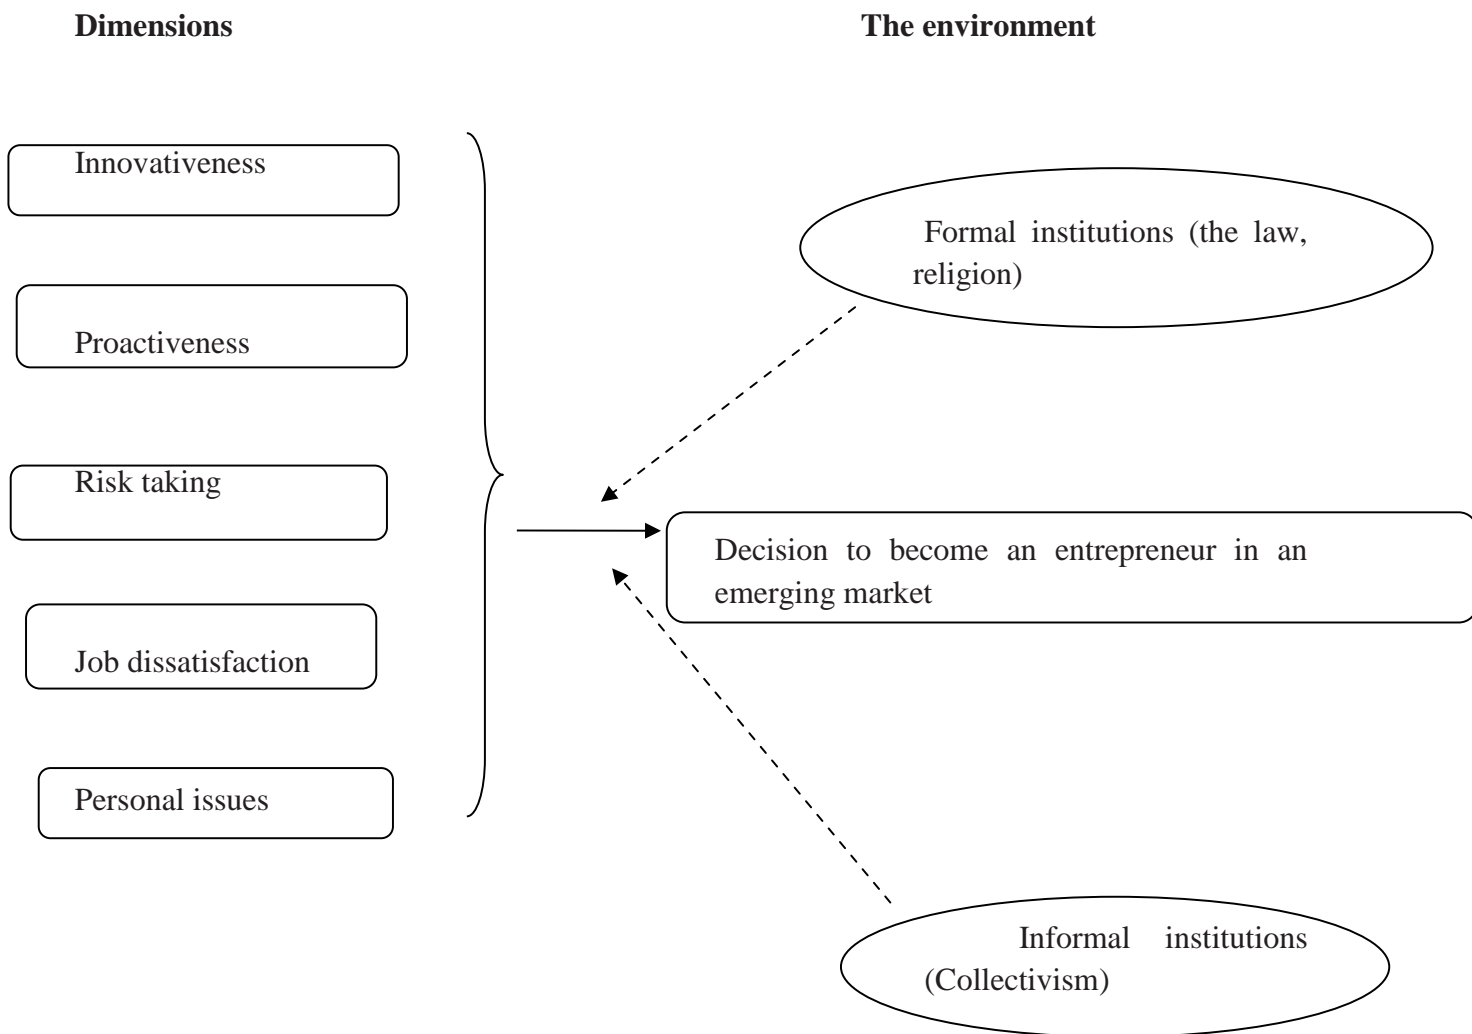 Dimensions
The environment
Innovativeness
Proactiveness
Risk taking
Job dissatisfaction
Personal issues
Formal institutions (the law,
religion)
Decision to become an entrepreneur in an
emerging market
Informal institutions
(Collectivism)